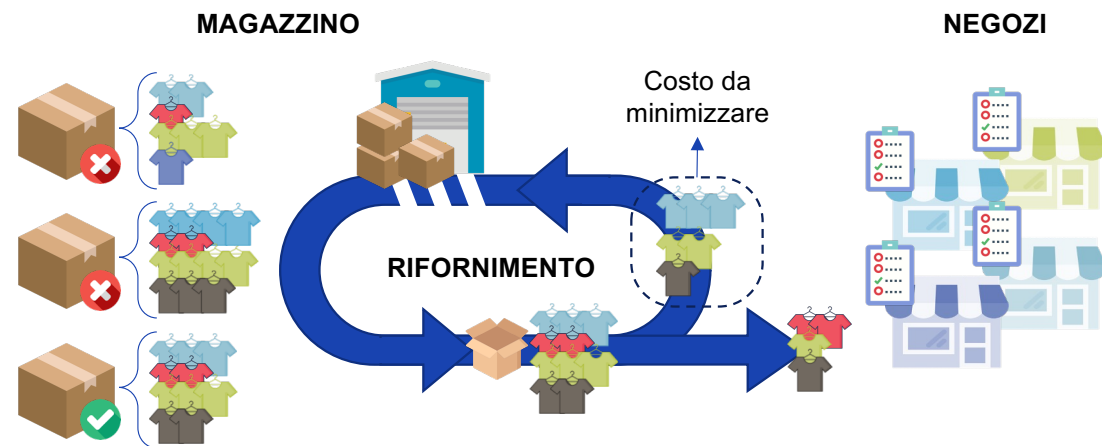 MAGAZZINO
NEGOZI
Costo da
minimizzare
RIFORNIMENTO